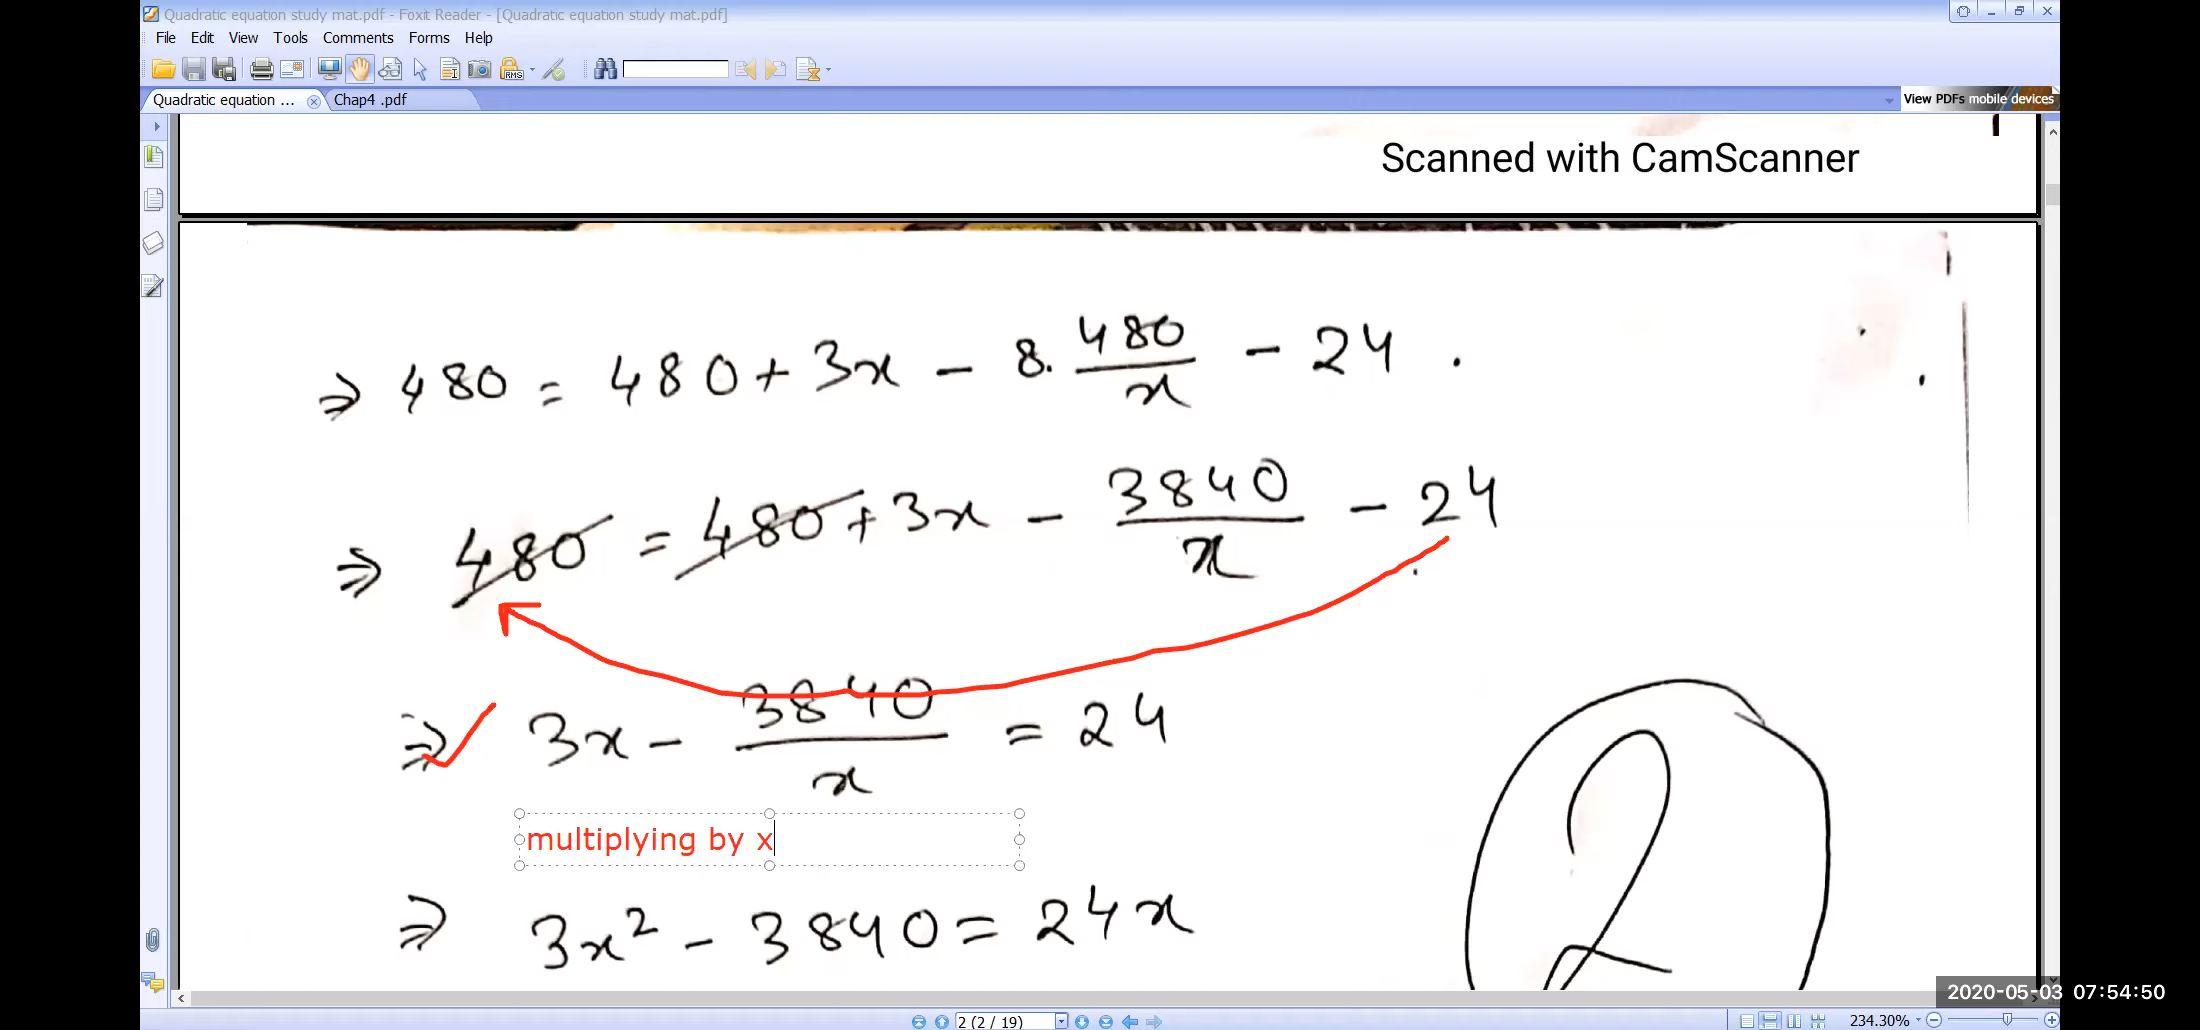 Quadratic equation study mat.pdf - Foxit Reader - [Quadratic equation study mat.pdf]
File Edit View Tools Comments Forms Help
RMS
Quadratic equation ... Chap4 .pdf
View PDFs mobile devices
Scanned with CamScanner
⇒ 480 = 480 + 3x - 8. 480/x - 24 .
⇒ 480 = 480 + 3x - 3840/x - 24
⇒ 3x - 3840/x = 24
multiplying by x
⇒ 3x² - 3840 = 24x
2
2020-05-03 07:54:50
2 (2 / 19)
234.30%